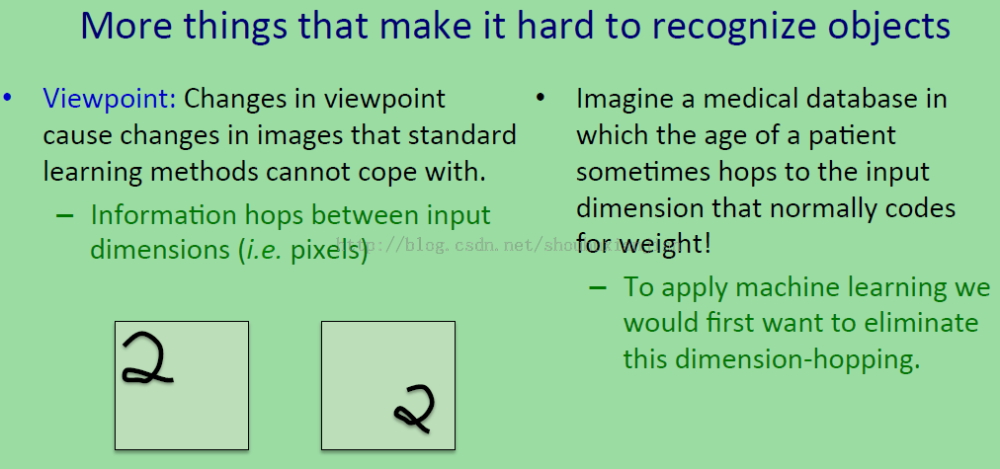 More things that make it hard to recognize objects
• Viewpoint: Changes in viewpoint
cause changes in images that standard
learning methods cannot cope with.
– Information hops between input
dimensions (i.e. pixels)
2
2
• Imagine a medical database in
which the age of a patient
sometimes hops to the input
dimension that normally codes
for weight!
– To apply machine learning we
would first want to eliminate
this dimension-hopping.
http://blog.csdn.net/